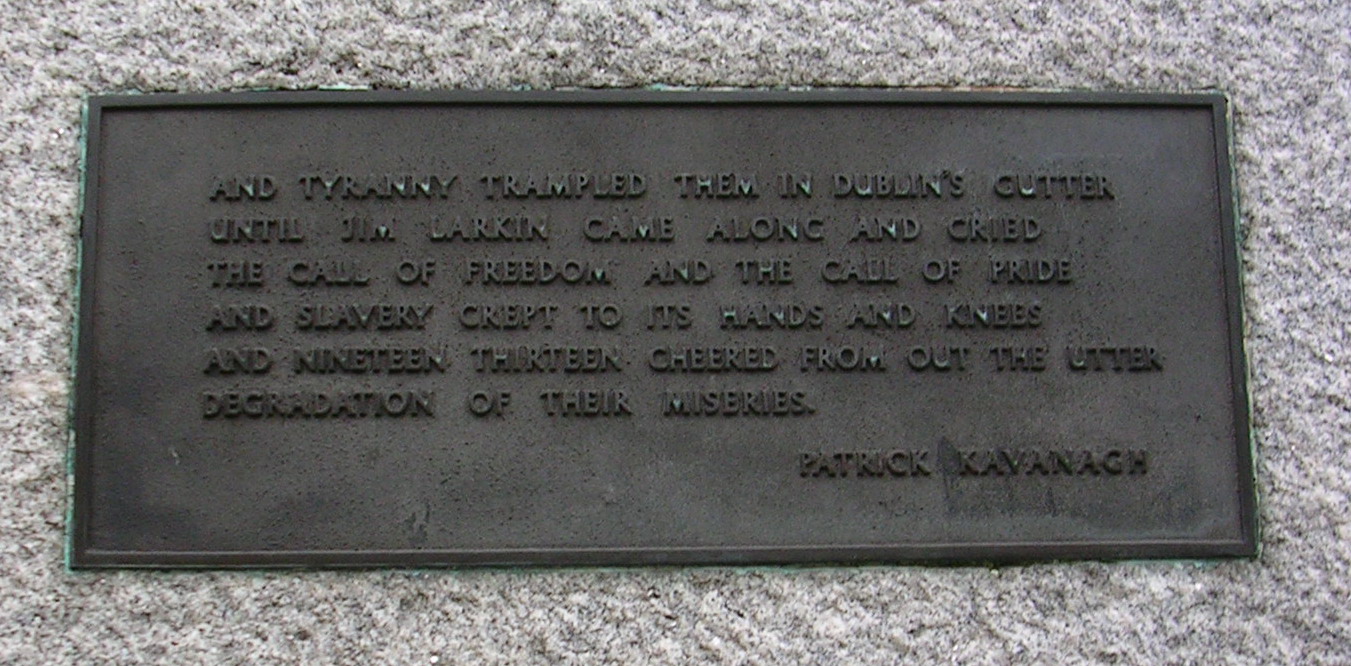 AND TYRANNY TRAMPLED THEM IN DUBLIN'S GUTTER
UNTIL JIM LARKIN CAME ALONG AND CRIED
THE CALL OF FREEDOM AND THE CALL OF PRIDE
AND SLAVERY CREPT TO ITS HANDS AND KNEES
AND NINETEEN THIRTEEN CHEERED FROM OUT THE UTTER
DEGRADATION OF THEIR MISERIES.
PATRICK KAVANAGH